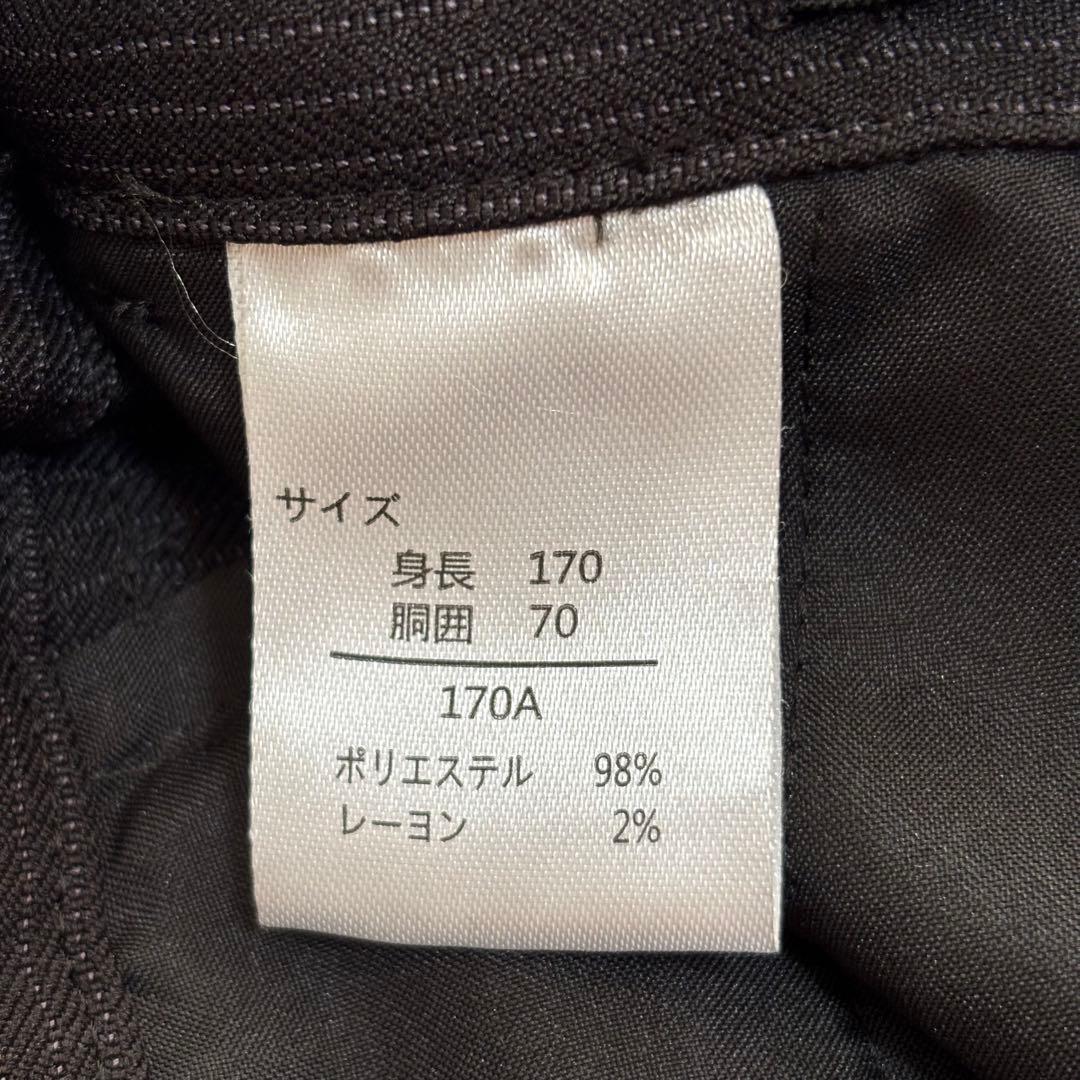 サイズ
身長 170
胴囲 70
170A
ポリエステル 98%
レーヨン 2%